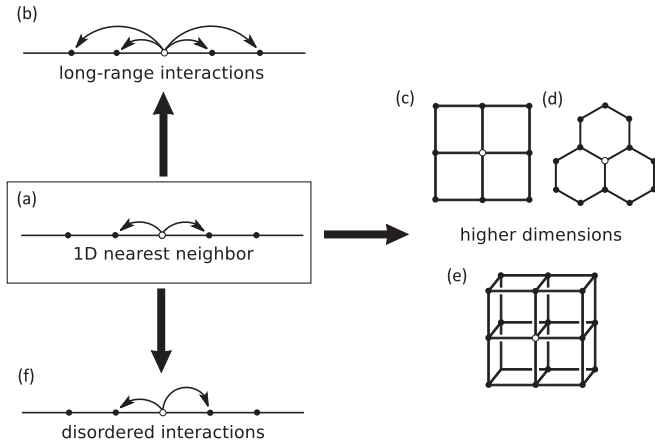 (b)
long-range interactions
(c)
(d)
(a)
1D nearest neighbor
higher dimensions
(e)
(f)
disordered interactions